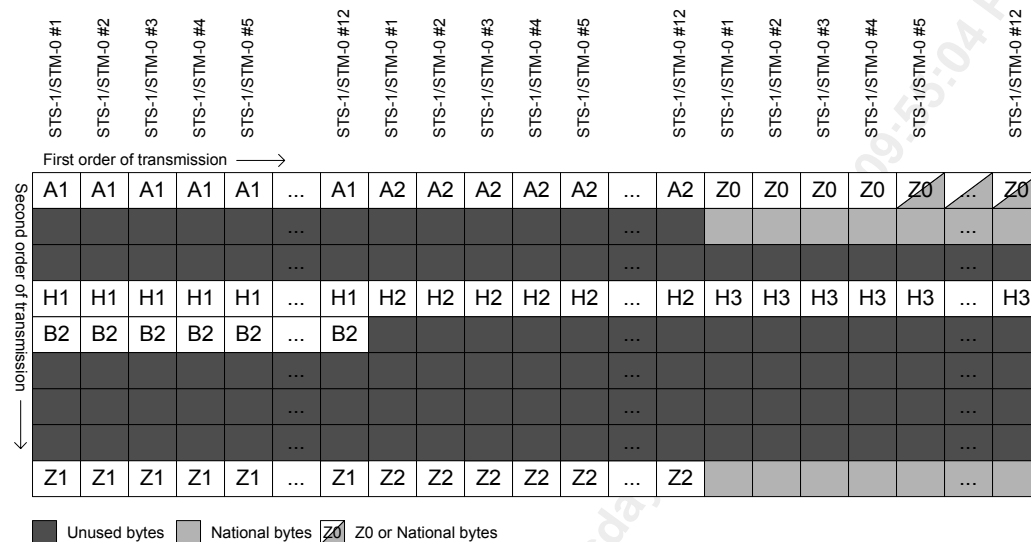 STS-1/STM-0 #1
STS-1/STM-0 #2
STS-1/STM-0 #3
STS-1/STM-0 #4
STS-1/STM-0 #5
STS-1/STM-0 #12
STS-1/STM-0 #1
STS-1/STM-0 #2
STS-1/STM-0 #3
STS-1/STM-0 #4
STS-1/STM-0 #5
STS-1/STM-0 #12
STS-1/STM-0 #1
STS-1/STM-0 #2
STS-1/STM-0 #3
STS-1/STM-0 #4
STS-1/STM-0 #5
STS-1/STM-0 #12
First order of transmission
Second order of transmission
A1 A1 A1 A1 A1 ... A1 A2 A2 A2 A2 A2 ... A2 Z0 Z0 Z0 Z0 Z0 ... Z0
... ... ...
... ... ...
H1 H1 H1 H1 H1 ... H1 H2 H2 H2 H2 H2 ... H2 H3 H3 H3 H3 H3 ... H3
B2 B2 B2 B2 B2 ... B2 ... ...
... ... ...
... ... ...
... ... ...
Z1 Z1 Z1 Z1 Z1 ... Z1 Z2 Z2 Z2 Z2 Z2 ... Z2 ...
Unused bytes National bytes Z0 Z0 or National bytes
09:55:04